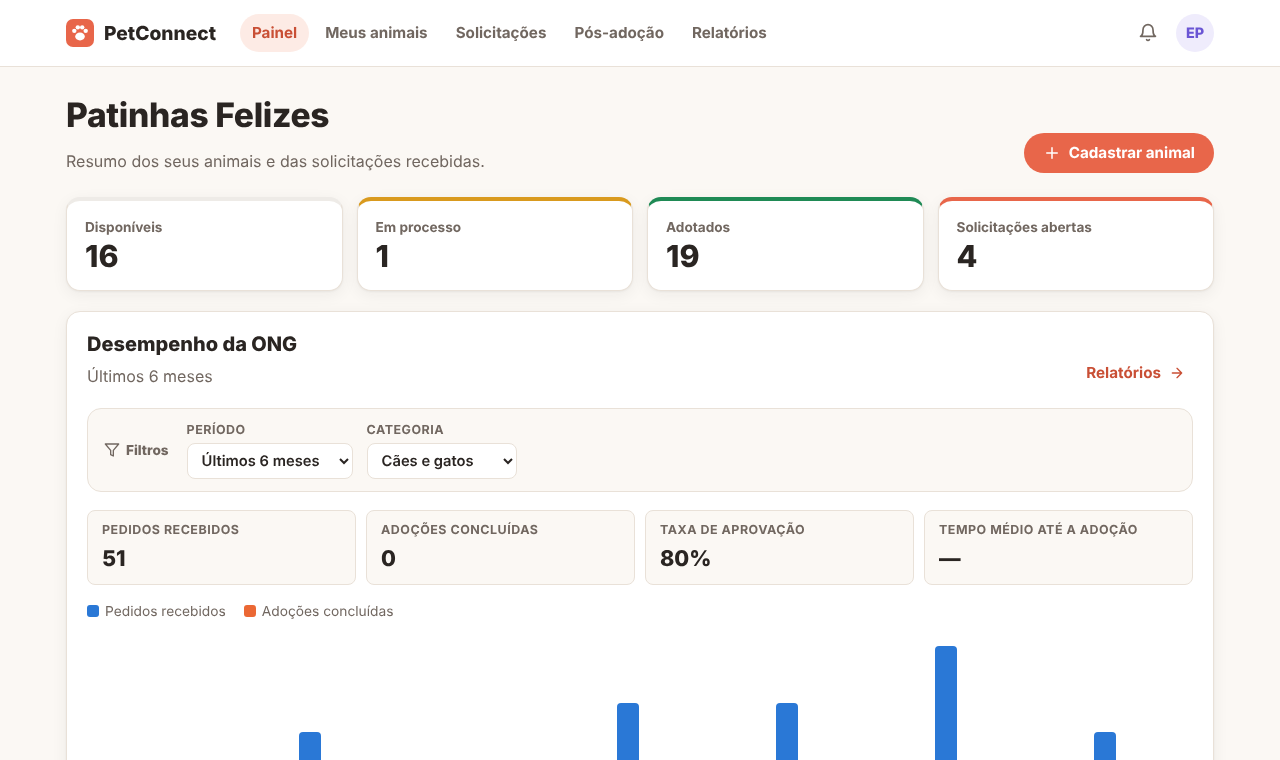 PetConnect
Painel
Meus animais
Solicitações
Pós-adoção
Relatórios
EP
Patinhas Felizes
Resumo dos seus animais e das solicitações recebidas.
Cadastrar animal
Disponíveis
16
Em processo
1
Adotados
19
Solicitações abertas
4
Desempenho da ONG
Últimos 6 meses
Relatórios
Filtros
PERÍODO
Últimos 6 meses
CATEGORIA
Cães e gatos
PEDIDOS RECEBIDOS
51
ADOÇÕES CONCLUÍDAS
0
TAXA DE APROVAÇÃO
80%
TEMPO MÉDIO ATÉ A ADOÇÃO
—
Pedidos recebidos
Adoções concluídas